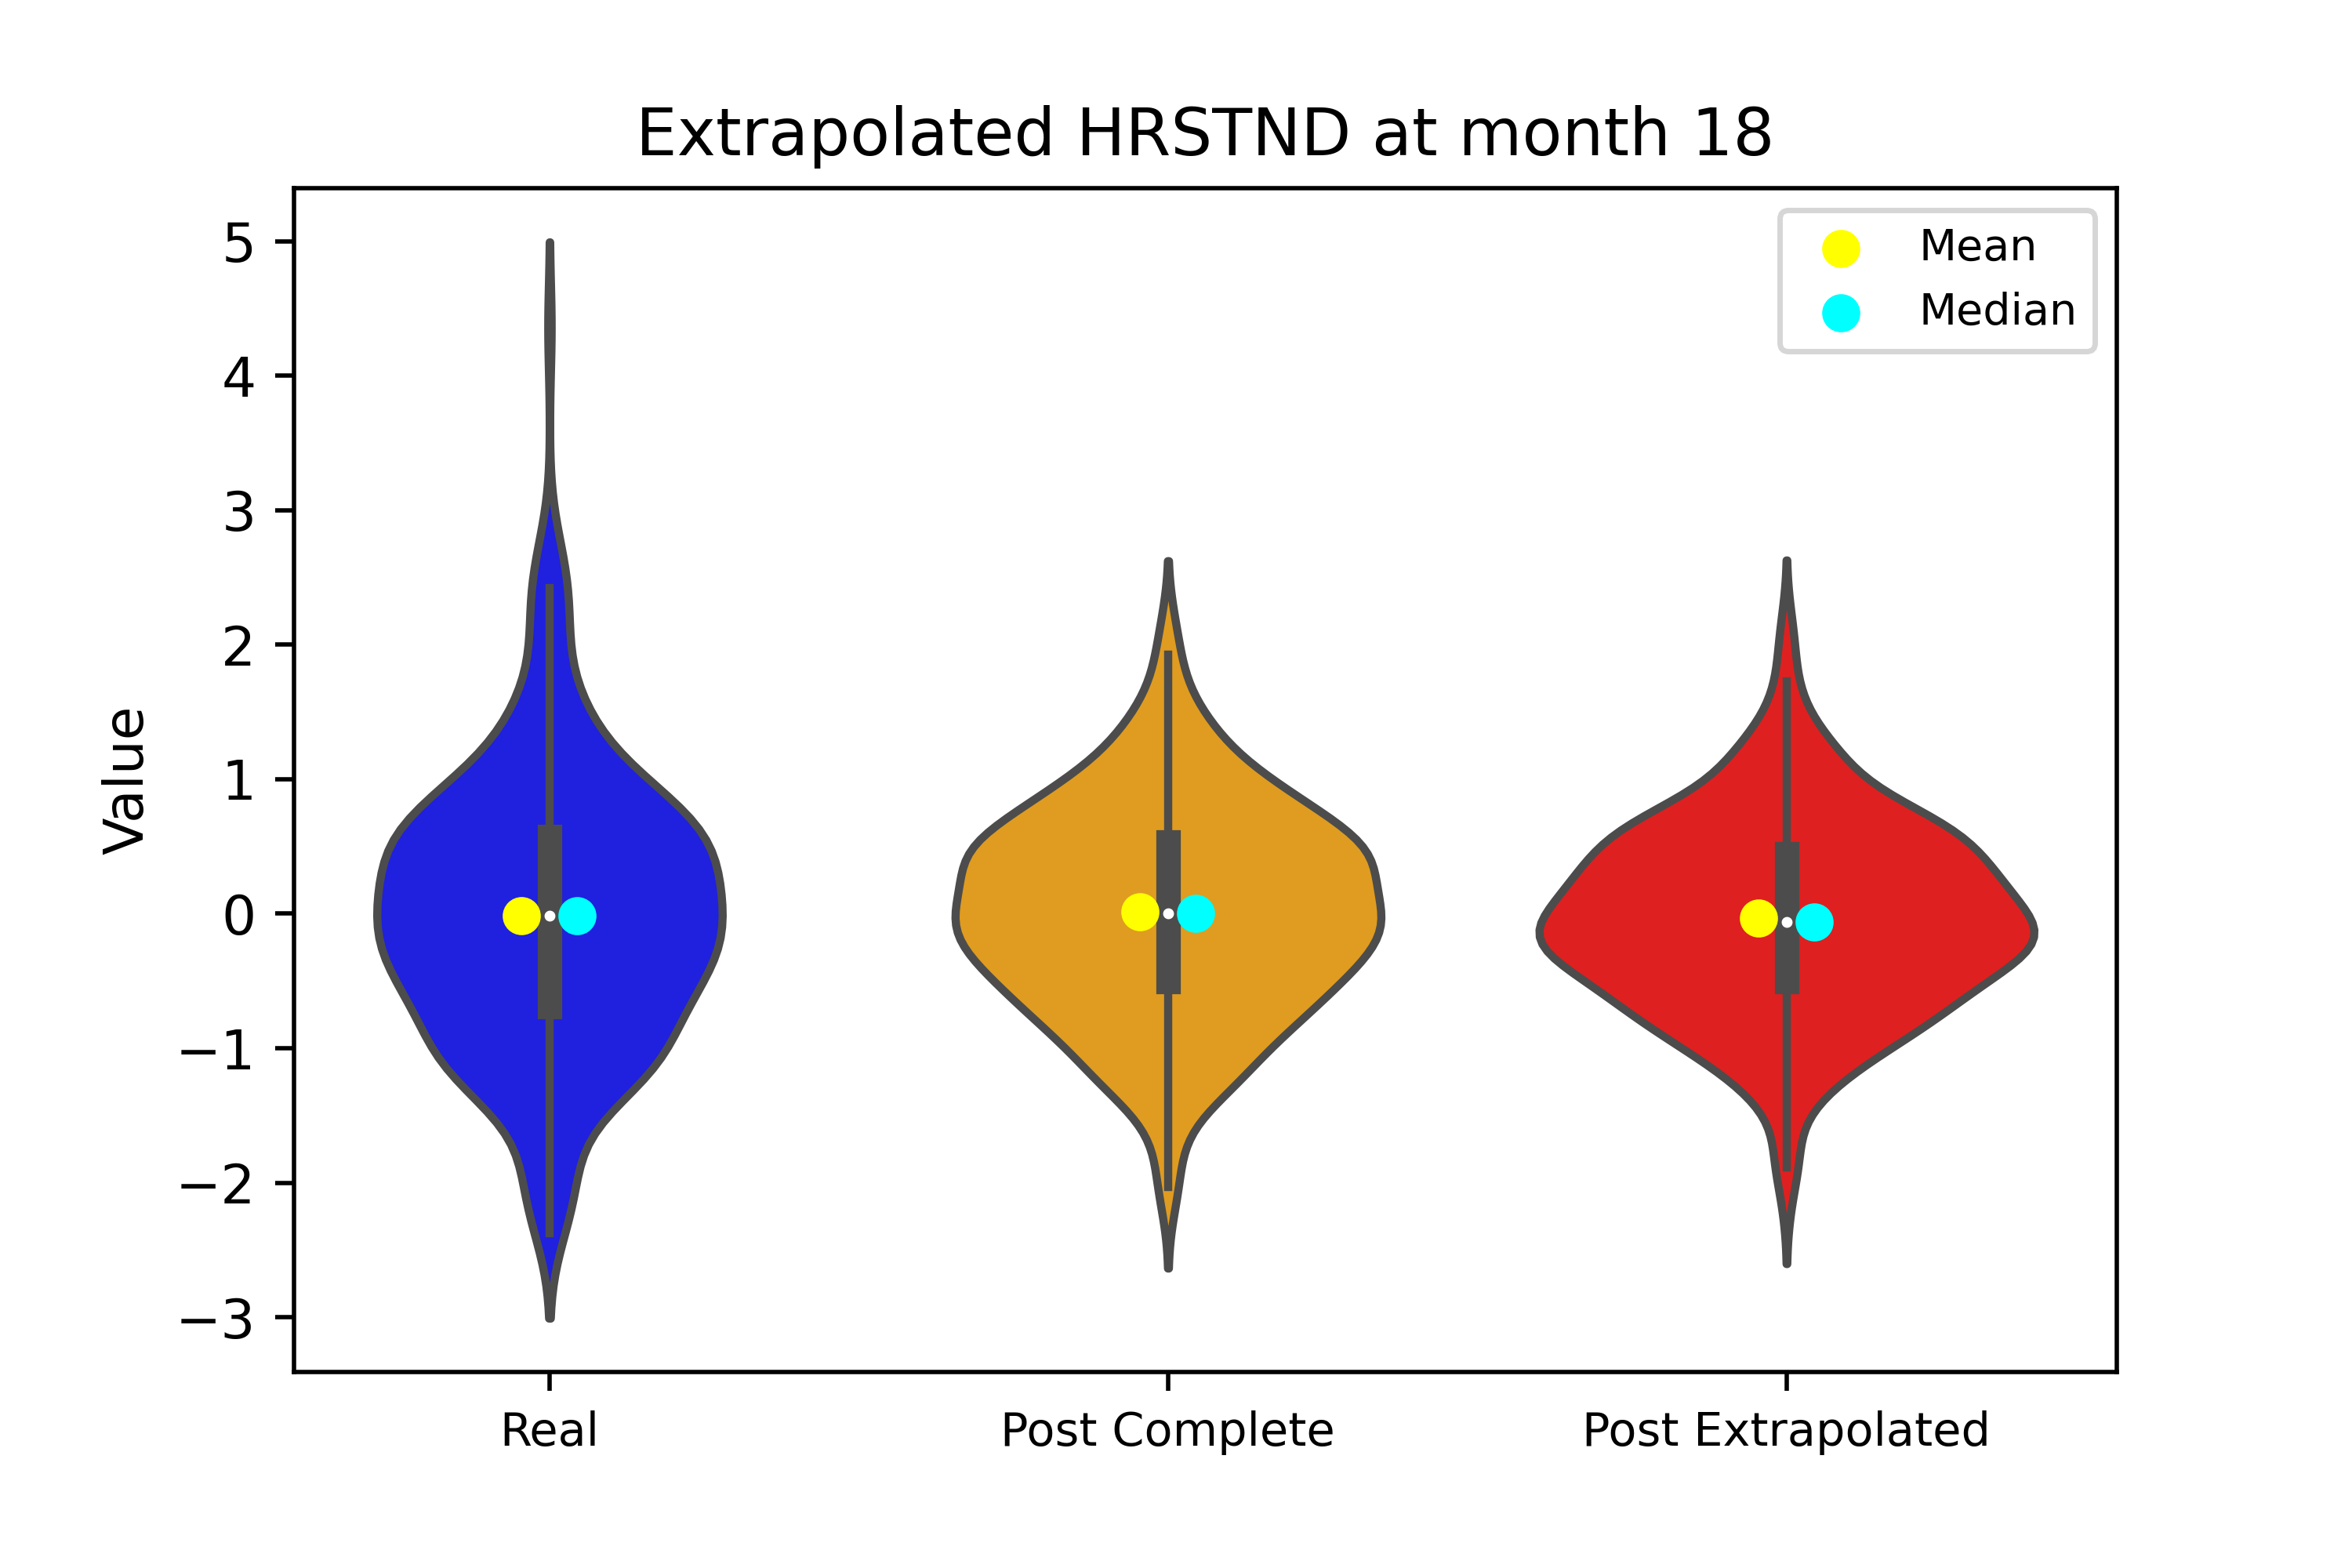 Extrapolated HRSTND at month 18
Mean
Median
5
4
3
2
1
0
−1
−2
−3
Value
Real
Post Complete
Post Extrapolated